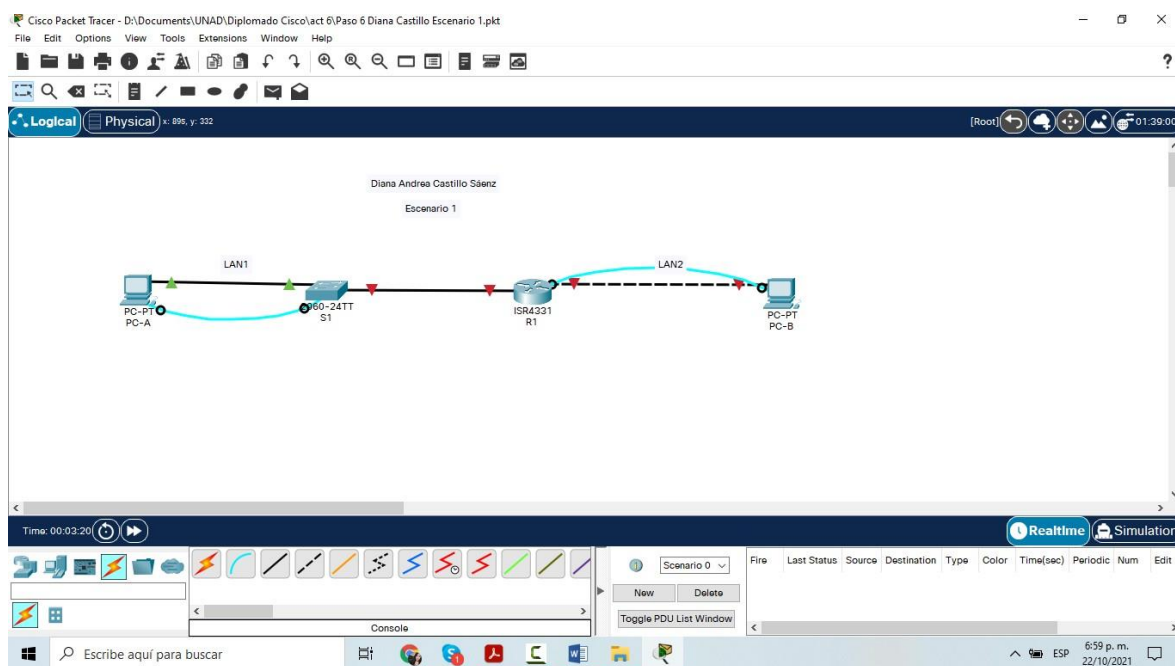 Cisco Packet Tracer - D:\Documents\UNAD\Diplomado Cisco\act 6\Paso 6 Diana Castillo Escenario 1.pkt
File Edit Options View Tools Extensions Window Help
?
Logical Physical x: 895, y: 332 [Root] 01:39:00
Diana Andrea Castillo Sáenz
Escenario 1
LAN1 LAN2
PC-PT 2960-24TT ISR4331 PC-PT
PC-A S1 R1 PC-B
Time: 00:03:20 Realtime Simulation
Scenario 0 Fire Last Status Source Destination Type Color Time(sec) Periodic Num Edit
New Delete
Toggle PDU List Window
Console
Escribe aquí para buscar ESP 6:59 p. m.
22/10/2021